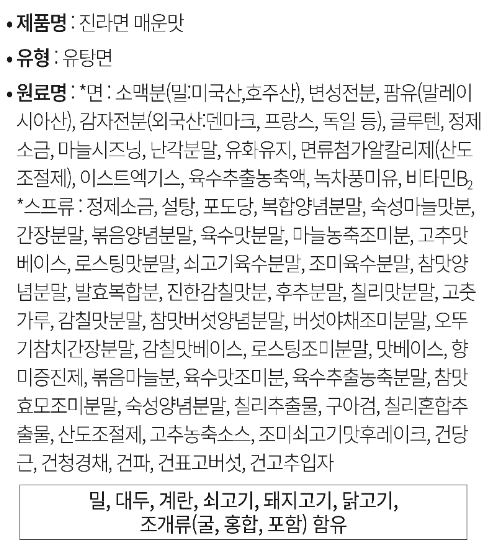 • 제품명 : 진라면 매운맛
• 유형 : 유탕면
• 원료명 : *면 : 소맥분(밀:미국산,호주산), 변성전분, 팜유(말레이
시아산), 감자전분(외국산:덴마크, 프랑스, 독일 등), 글루텐, 정제
소금, 마늘시즈닝, 난각분말, 유화유지, 면류첨가알칼리제(산도
조절제), 이스트엑기스, 육수추출농축액, 녹차풍미유, 비타민B₂
*스프류 : 정제소금, 설탕, 포도당, 복합양념분말, 숙성마늘맛분,
간장분말, 볶음양념분말, 육수맛분말, 마늘농축조미분, 고추맛
베이스, 로스팅맛분말, 쇠고기육수분말, 조미육수분말, 참맛양
념분말, 발효복합분, 진한감칠맛분, 후추분말, 칠리맛분말, 고춧
가루, 감칠맛분말, 참맛버섯양념분말, 버섯야채조미분말, 오뚜
기참치간장분말, 감칠맛베이스, 로스팅조미분말, 맛베이스, 향
미증진제, 볶음마늘분, 육수맛조미분, 육수추출농축분말, 참맛
효모조미분말, 숙성양념분말, 칠리추출물, 구아검, 칠리혼합추
출물, 산도조절제, 고추농축소스, 조미쇠고기맛후레이크, 건당
근, 건청경채, 건파, 건표고버섯, 건고추입자
밀, 대두, 계란, 쇠고기, 돼지고기, 닭고기,
조개류(굴, 홍합, 포함) 함유